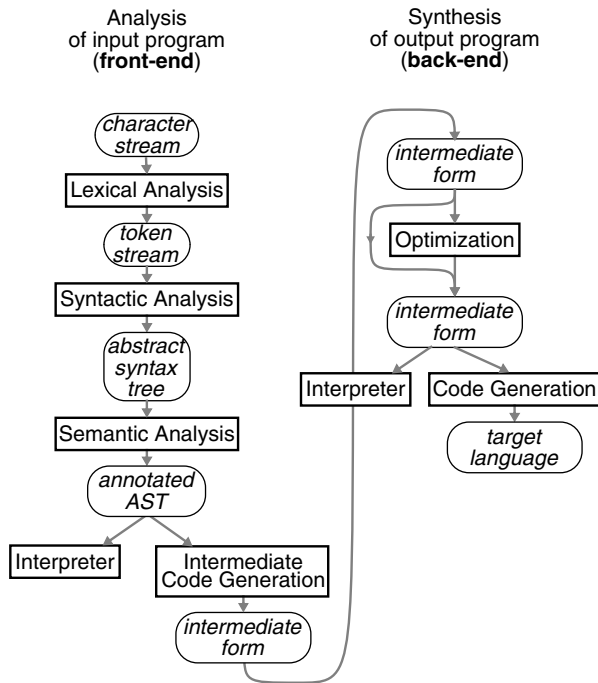 Analysis
of input program
(front-end)
character
stream
Lexical Analysis
token
stream
Syntactic Analysis
abstract
syntax
tree
Semantic Analysis
annotated
AST
Interpreter
Intermediate
Code Generation
intermediate
form
Synthesis
of output program
(back-end)
intermediate
form
Optimization
intermediate
form
Interpreter
Code Generation
target
language